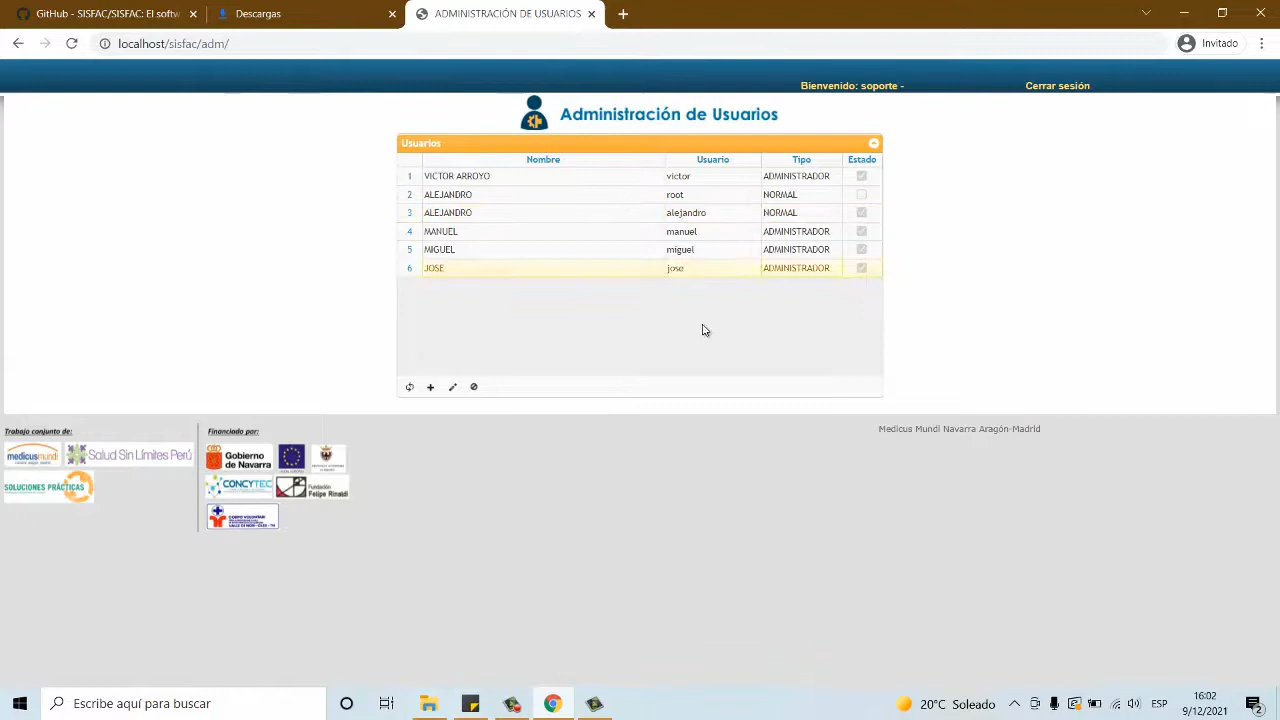 GitHub - SISFAC/SISFAC: El softw
Descargas
ADMINISTRACIÓN DE USUARIOS
localhost/sisfac/adm/
Invitado
Bienvenido: soporte -
Cerrar sesión
Administración de Usuarios
Usuarios
Nombre Usuario Tipo Estado
1 VICTOR ARROYO victor ADMINISTRADOR
2 ALEJANDRO root NORMAL
3 ALEJANDRO alejandro NORMAL
4 MANUEL manuel ADMINISTRADOR
5 MIGUEL miguel ADMINISTRADOR
6 JOSE jose ADMINISTRADOR
Trabajo conjunto de:
medicusmundi
Salud Sin Límites Perú
SOLUCIONES PRÁCTICAS
Financiado por:
Gobierno
de Navarra
CONCYTEC
Fundación
Felipe Rinaldi
Medicus Mundi Navarra Aragón-Madrid
Escribe aquí para buscar
20°C Soleado
ESP
16:02
9/12/2021
2